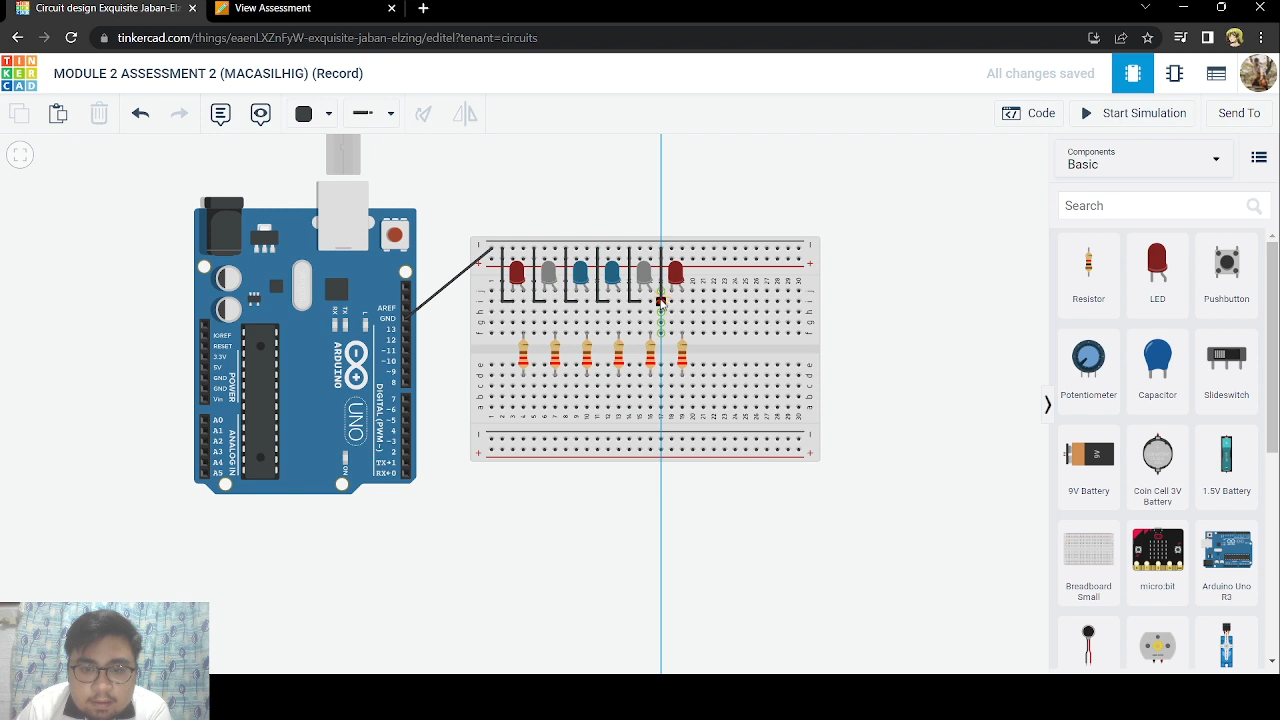 Circuit design Exquisite Jaban-El
View Assessment
tinkercad.com/things/eaenLXZnFyW-exquisite-jaban-elzing/editel?tenant=circuits
TIN
KER
CAD
MODULE 2 ASSESSMENT 2 (MACASILHIG) (Record)
All changes saved
Code
Start Simulation
Send To
Components
Basic
Search
Resistor
LED
Pushbutton
Potentiometer
Capacitor
Slideswitch
9V Battery
Coin Cell 3V Battery
1.5V Battery
Breadboard Small
micro:bit
Arduino Uno R3
AREF
GND
13
12
~11
~10
~9
8
7
~6
~5
4
~3
2
TX→1
RX←0
DIGITAL (PWM~)
IOREF
RESET
3.3V
5V
GND
GND
Vin
POWER
A0
A1
A2
A3
A4
A5
ANALOG IN
ARDUINO
UNO
RX
TX
L
ON